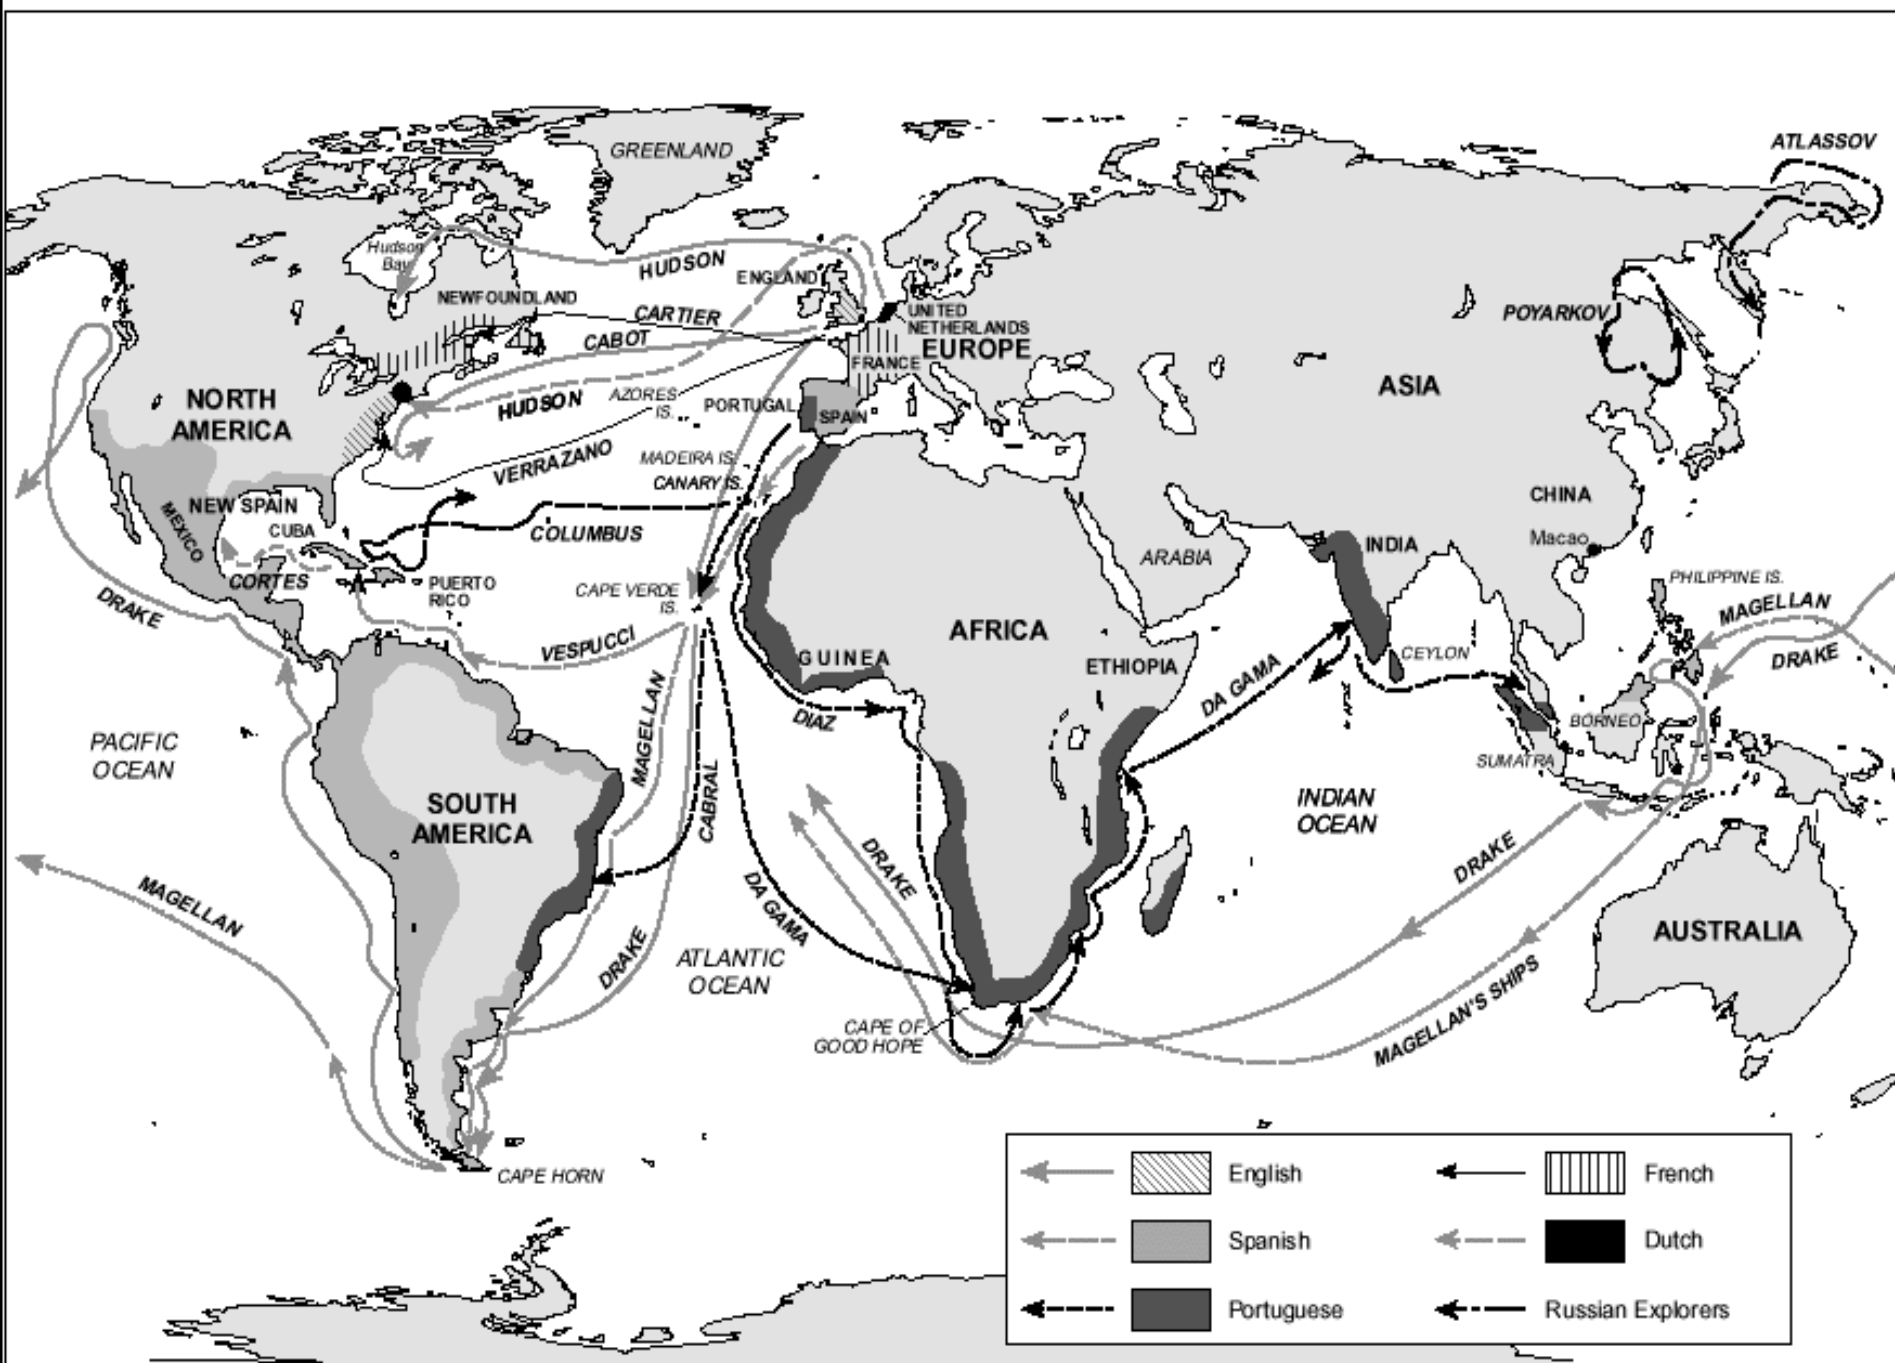 GREENLAND
ATLASSOV
Hudson
Bay
HUDSON
ENGLAND
NEWFOUNDLAND
CARTIER
UNITED
NETHERLANDS
POYARKOV
CABOT
EUROPE
FRANCE
ASIA
NORTH
AMERICA
HUDSON
AZORES
IS.
PORTUGAL
SPAIN
VERRAZANO
MADEIRA IS.
CANARY IS.
NEW SPAIN
MEXICO
CUBA
COLUMBUS
CHINA
Macao
INDIA
ARABIA
CORTES
PUERTO
RICO
CAPE VERDE
IS.
PHILIPPINE IS.
MAGELLAN
DRAKE
DRAKE
VESPUCCI
AFRICA
GUINEA
ETHIOPIA
CEYLON
DA GAMA
MAGELLAN
DIAZ
BORNEO
SUMATRA
PACIFIC
OCEAN
CABRAL
SOUTH
AMERICA
INDIAN
OCEAN
DRAKE
DRAKE
MAGELLAN
DA GAMA
DRAKE
ATLANTIC
OCEAN
AUSTRALIA
MAGELLAN'S SHIPS
CAPE OF
GOOD HOPE
CAPE HORN
English
French
Spanish
Dutch
Portuguese
Russian Explorers